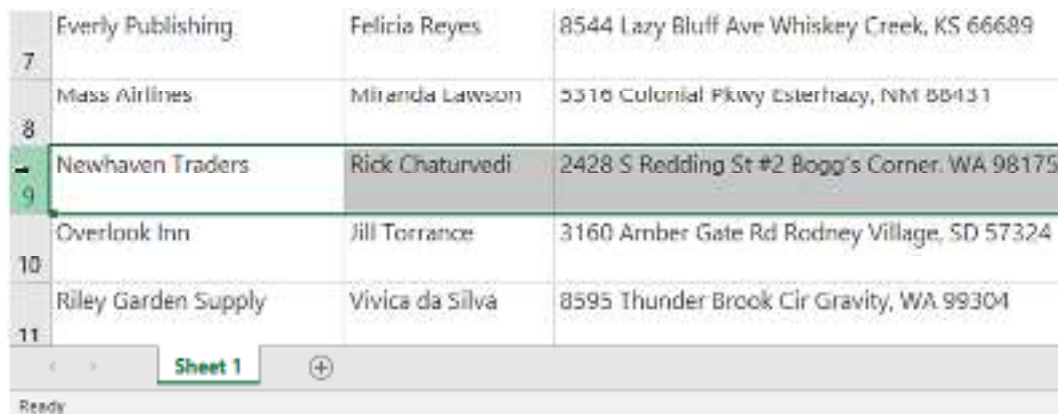 Everly Publishing Felicia Reyes 8544 Lazy Bluff Ave Whiskey Creek, KS 66689
7
Mass Airlines Miranda Lawson 5316 Colonial Pkwy Esterhazy, NM 88431
8
Newhaven Traders Rick Chaturvedi 2428 S Redding St #2 Bogg's Corner, WA 98175
9
Overlook Inn Jill Torrance 3160 Amber Gate Rd Rodney Village, SD 57324
10
Riley Garden Supply Vivica da Silva 8595 Thunder Brook Cir Gravity, WA 99304
11
Sheet 1
Ready